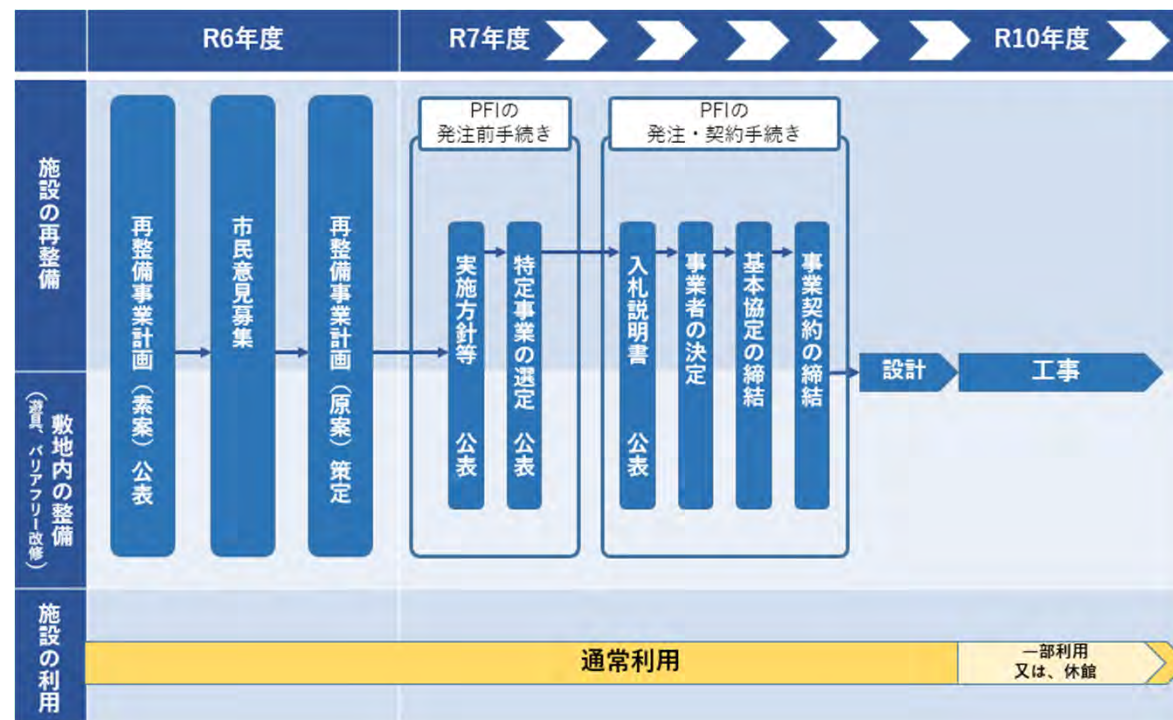 R6年度
R7年度
R10年度
施設の再整備
敷地内の整備
（遊具、バリアフリー改修）
施設の利用
再整備事業計画（素案）公表
市民意見募集
再整備事業計画（原案）策定
PFIの
発注前手続き
実施方針等 公表
特定事業の選定 公表
PFIの
発注・契約手続き
入札説明書 公表
事業者の決定
基本協定の締結
事業契約の締結
設計
工事
通常利用
一部利用
又は、休館